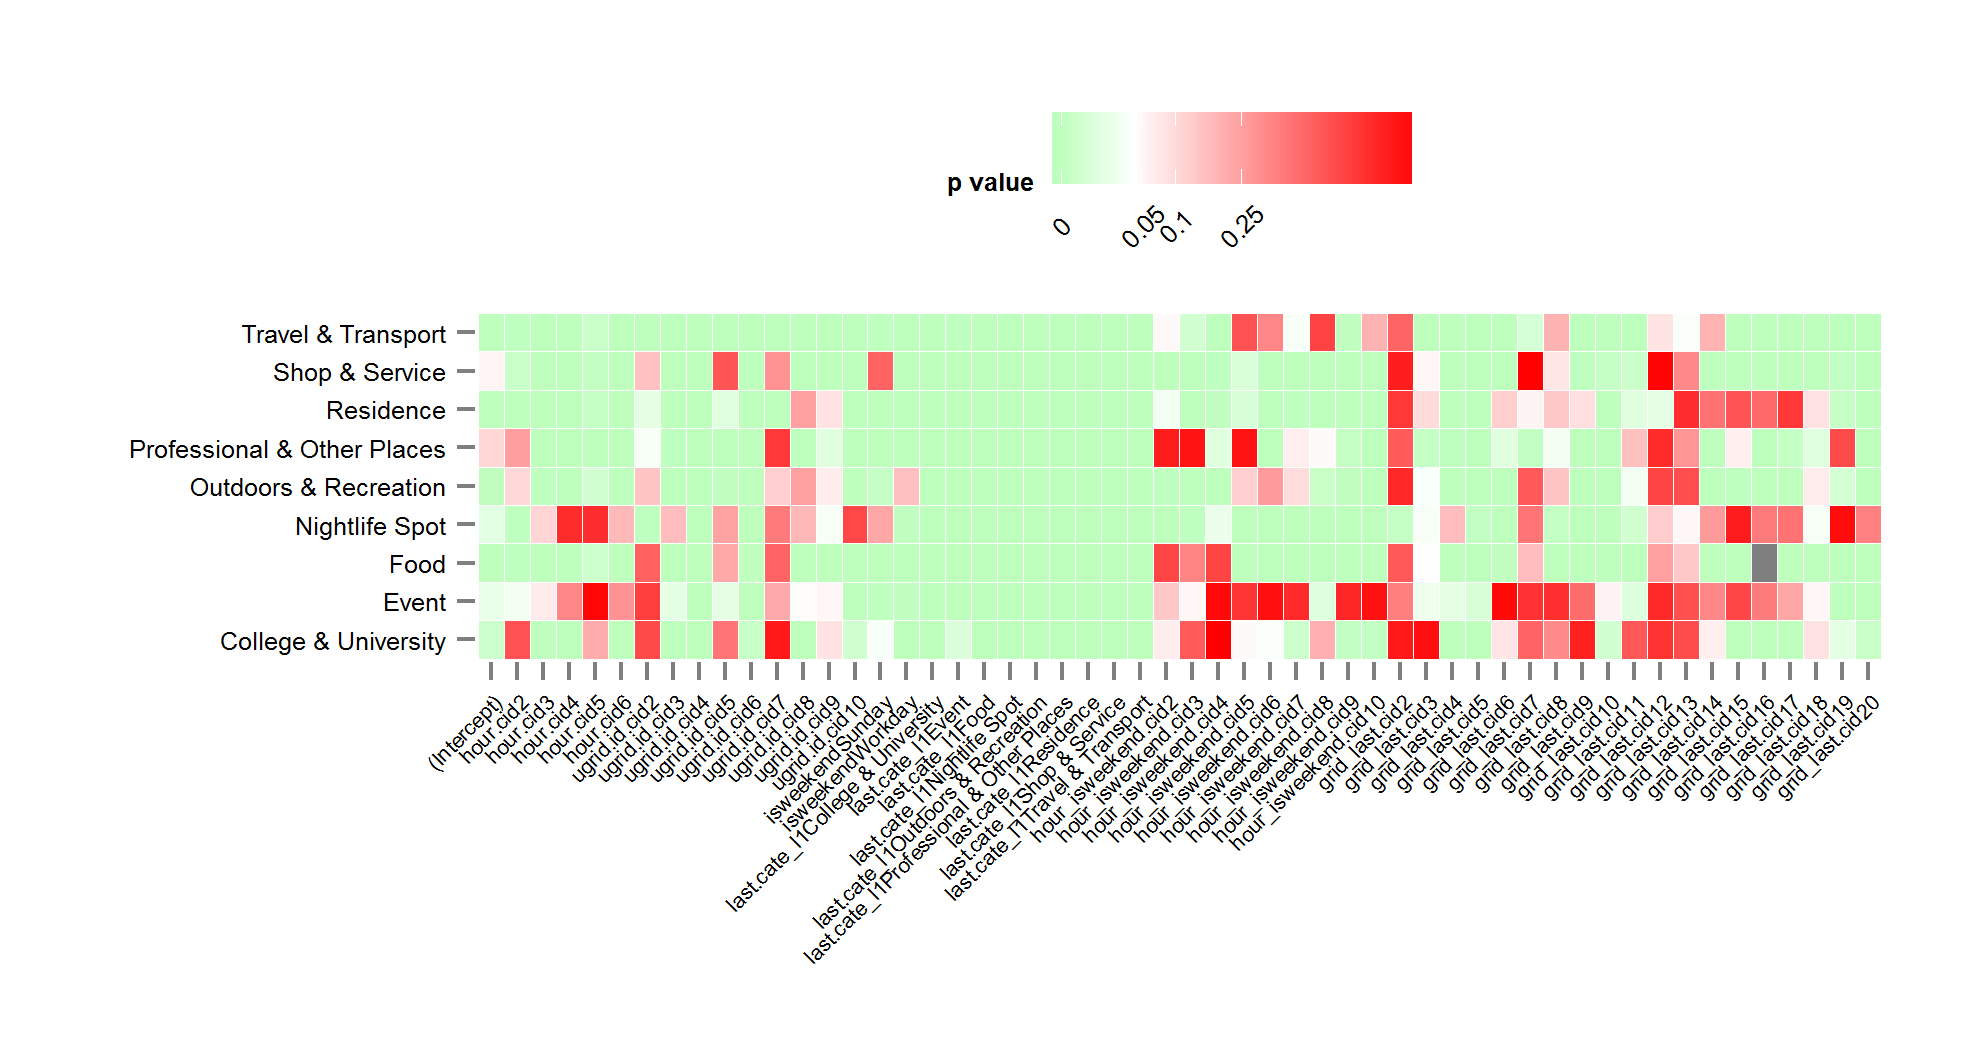 p value
0
0.05
0.1
0.25
Travel & Transport
Shop & Service
Residence
Professional & Other Places
Outdoors & Recreation
Nightlife Spot
Food
Event
College & University
(Intercept)
hour.cid2
hour.cid3
hour.cid4
hour.cid5
hour.cid6
ugrid.id.cid2
ugrid.id.cid3
ugrid.id.cid4
ugrid.id.cid5
ugrid.id.cid6
ugrid.id.cid7
ugrid.id.cid8
ugrid.id.cid9
ugrid.id.cid10
isweekendSunday
isweekendWorkday
last.cate_l1College & University
last.cate_l1Event
last.cate_l1Food
last.cate_l1Nightlife Spot
last.cate_l1Outdoors & Recreation
last.cate_l1Professional & Other Places
last.cate_l1Residence
last.cate_l1Shop & Service
last.cate_l1Travel & Transport
hour_isweekend.cid2
hour_isweekend.cid3
hour_isweekend.cid4
hour_isweekend.cid5
hour_isweekend.cid6
hour_isweekend.cid7
hour_isweekend.cid8
hour_isweekend.cid9
hour_isweekend.cid10
grid_last.cid2
grid_last.cid3
grid_last.cid4
grid_last.cid5
grid_last.cid6
grid_last.cid7
grid_last.cid8
grid_last.cid9
grid_last.cid10
grid_last.cid11
grid_last.cid12
grid_last.cid13
grid_last.cid14
grid_last.cid15
grid_last.cid16
grid_last.cid17
grid_last.cid18
grid_last.cid19
grid_last.cid20